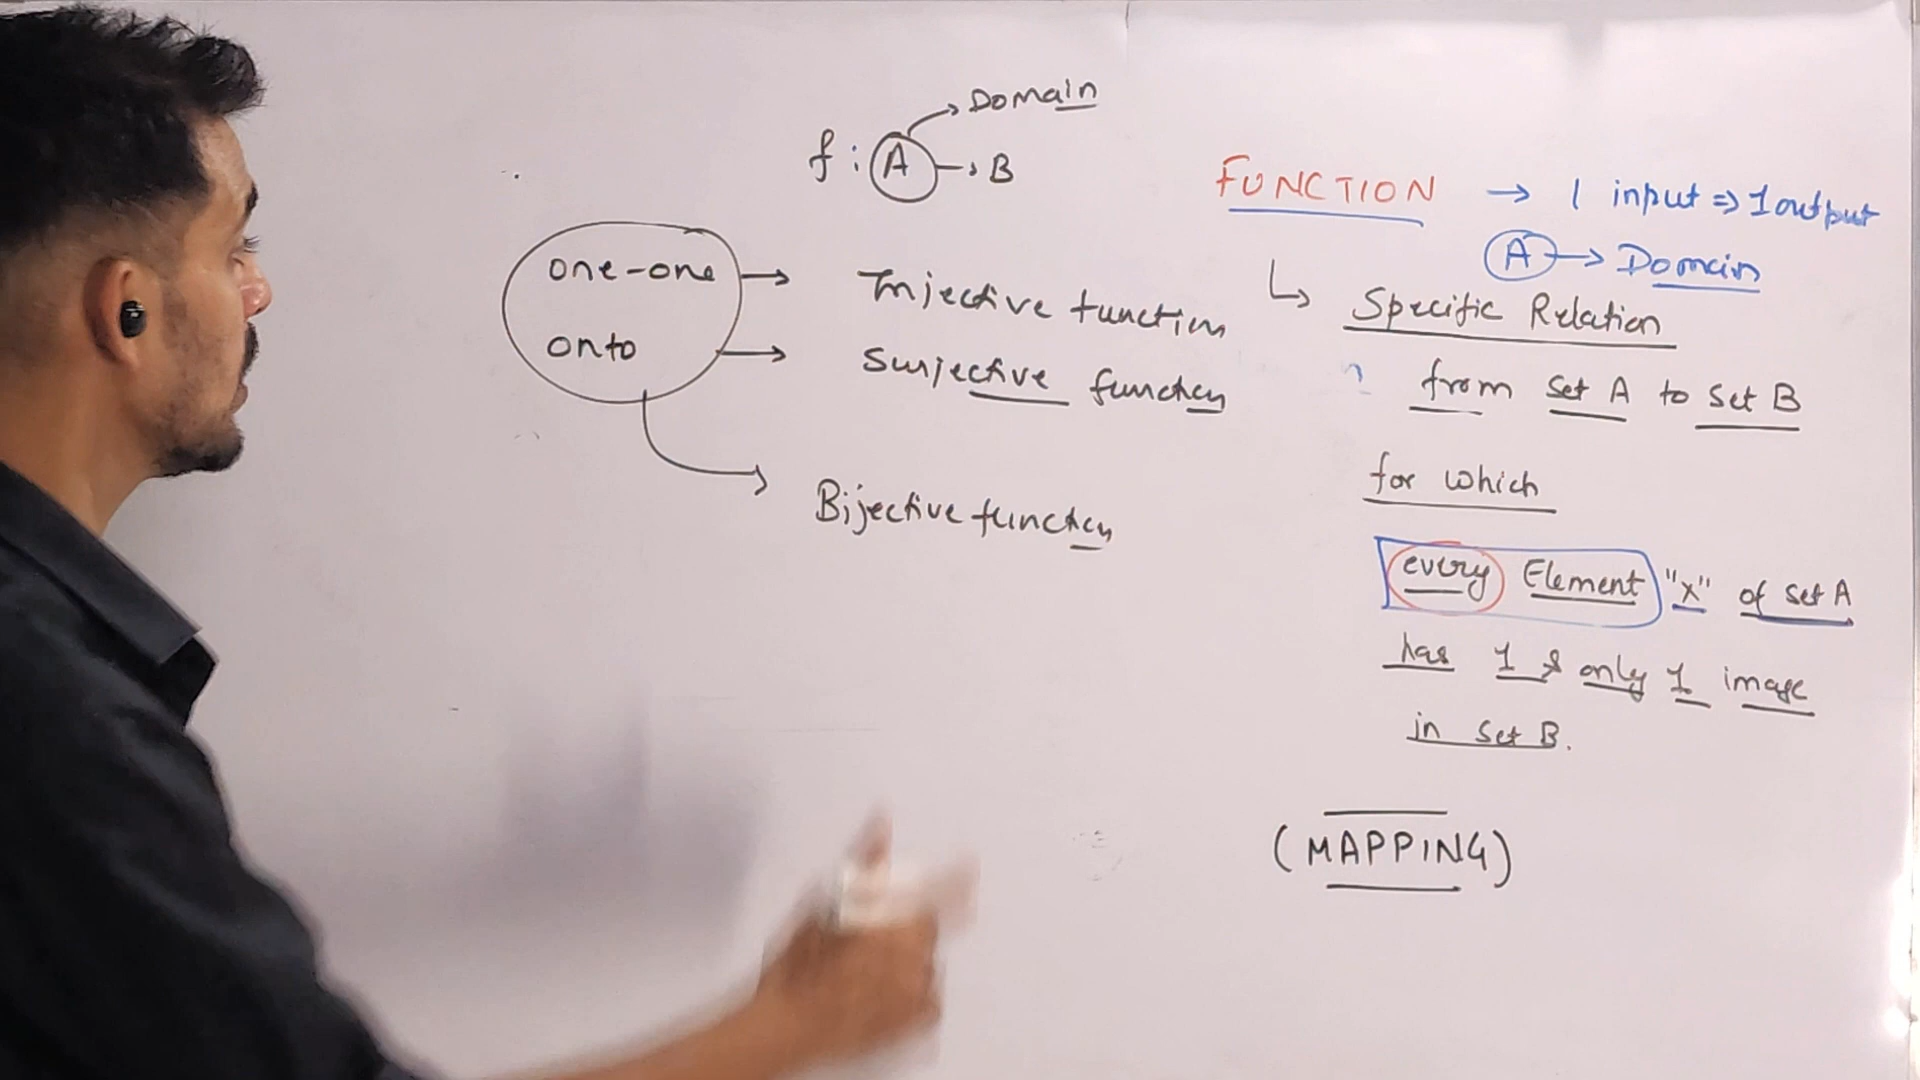 Domain
f : A → B
one-one → Injective function
onto → Surjective function
Bijective function
FUNCTION → 1 input ⇒ 1 output
A → Domain
↳ Specific Relation
from Set A to Set B
for which
every Element "x" of Set A
has 1 & only 1 image
in Set B.
(MAPPING)